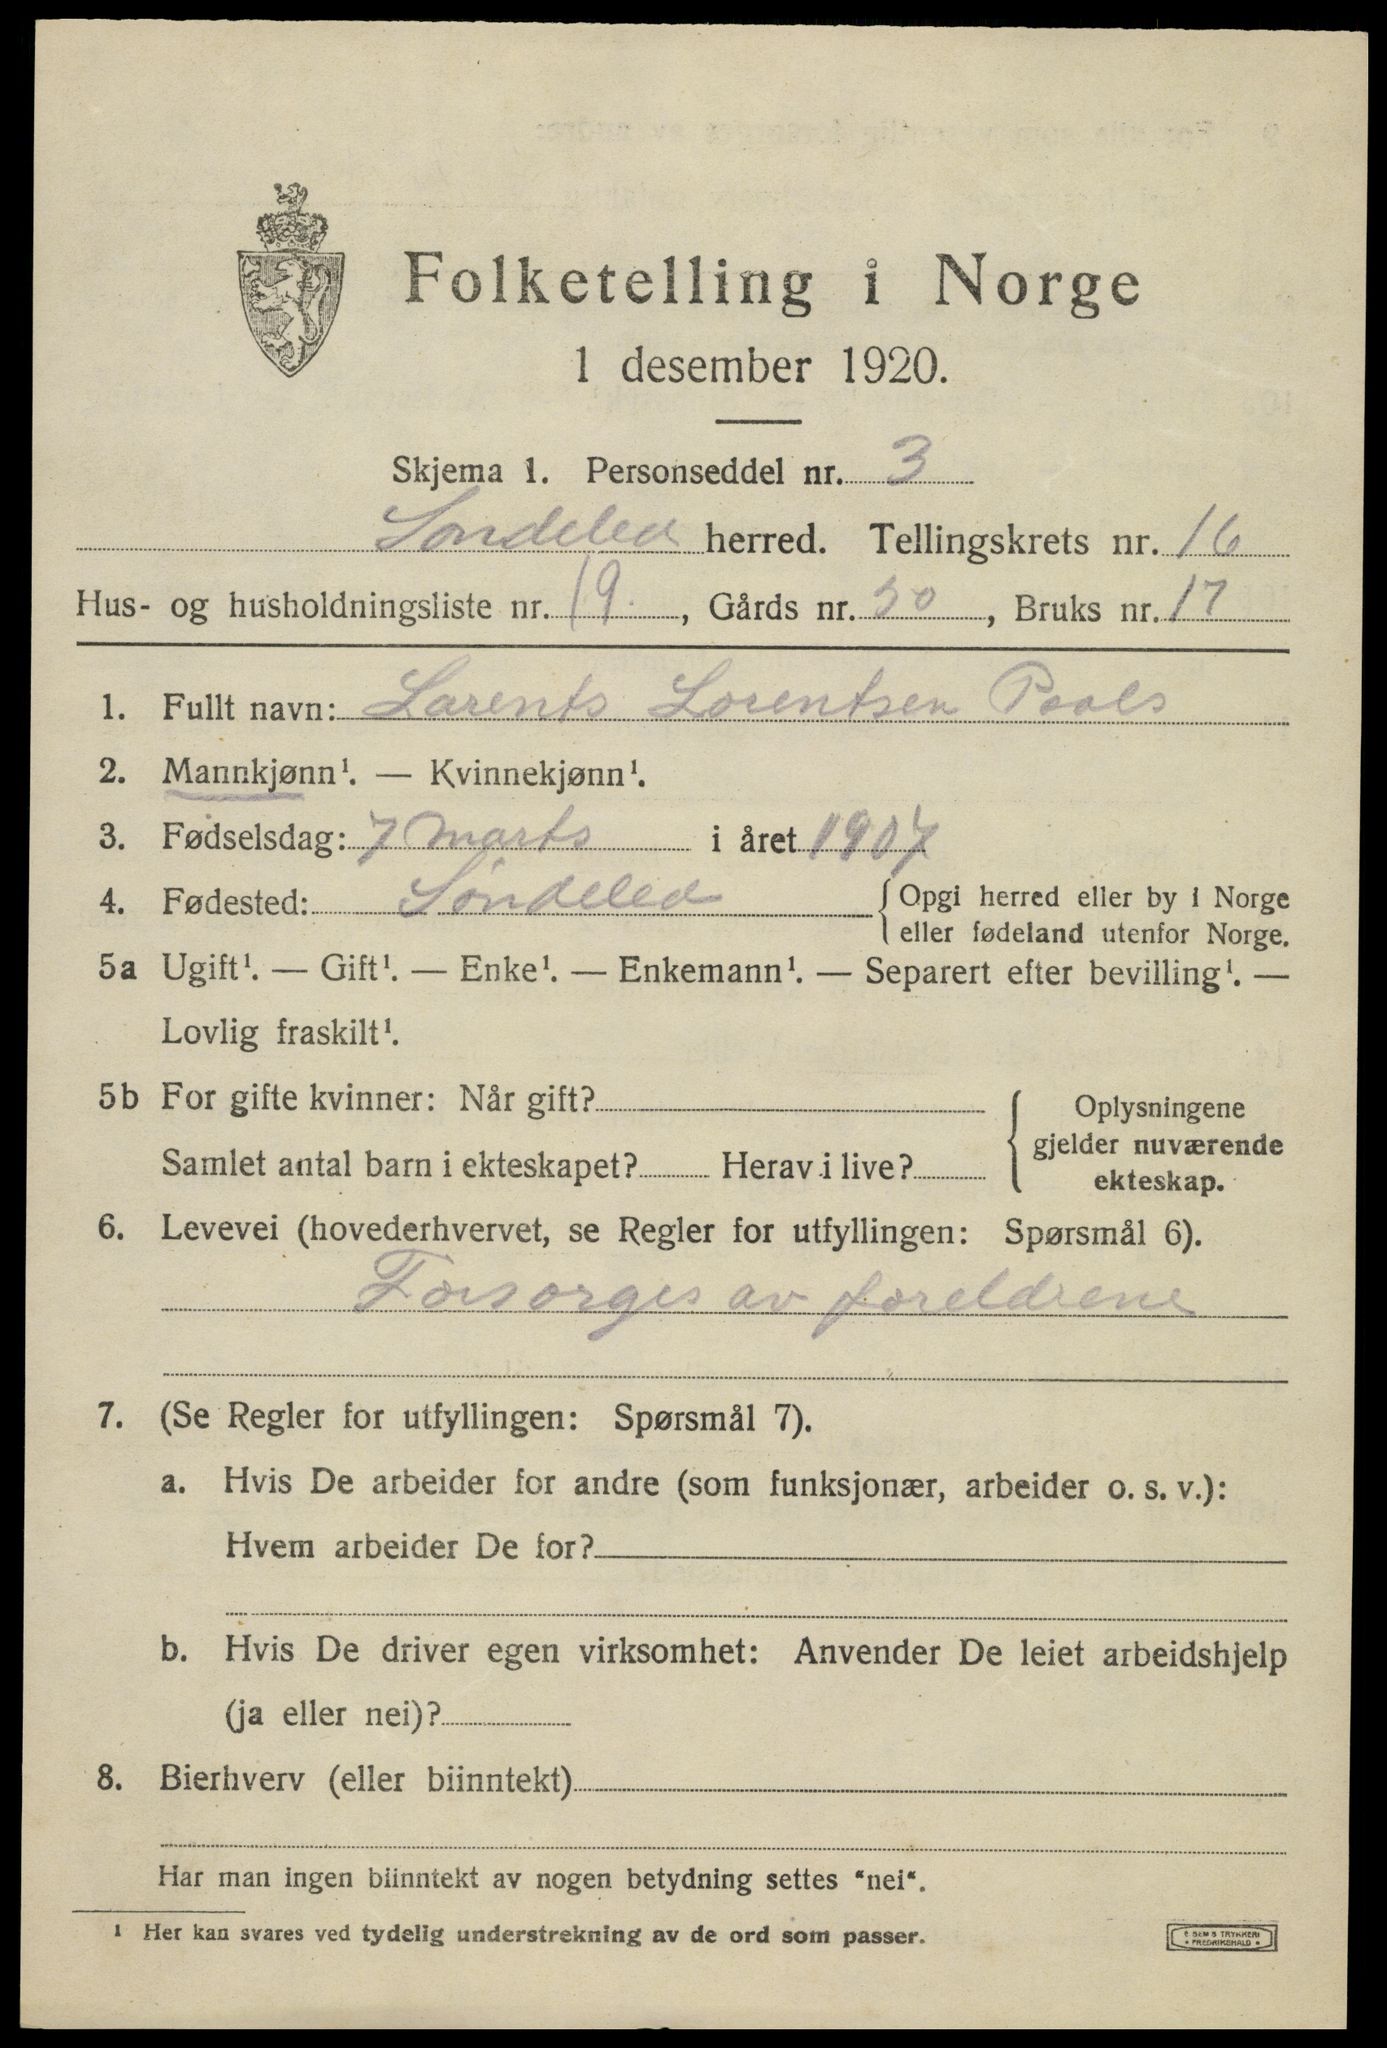 Folketelling i Norge
1 desember 1920.
Skjema 1. Personseddel nr. 3
Søndeled herred. Tellingskrets nr. 16
Hus- og husholdningsliste nr. 19. , Gårds nr. 50 , Bruks nr. 17
1. Fullt navn: Larents Lorentsen
2. Mannkjønn¹. — Kvinnekjønn¹.
3. Fødselsdag: 7 marts i året 1907
4. Fødested: Søndeled {Opgi herred eller by i Norge
eller fødeland utenfor Norge.
5a Ugift¹. — Gift¹. — Enke¹. — Enkemann¹. — Separert efter bevilling¹. —
Lovlig fraskilt¹.
5b For gifte kvinner: Når gift?
Samlet antal barn i ekteskapet? Herav i live?
Oplysningene
gjelder nuværende
ekteskap.
6. Levevei (hovederhvervet, se Regler for utfyllingen: Spørsmål 6).
Forsørges av foreldrene
7. (Se Regler for utfyllingen: Spørsmål 7).
a. Hvis De arbeider for andre (som funksjonær, arbeider o. s. v.):
Hvem arbeider De for?
b. Hvis De driver egen virksomhet: Anvender De leiet arbeidshjelp
(ja eller nei)?
8. Bierhverv (eller biinntekt)
Har man ingen biinntekt av nogen betydning settes "nei".
¹ Her kan svares ved tydelig understrekning av de ord som passer.
E. SEM'S TRYKKERI
• FREDRIKSHALD •